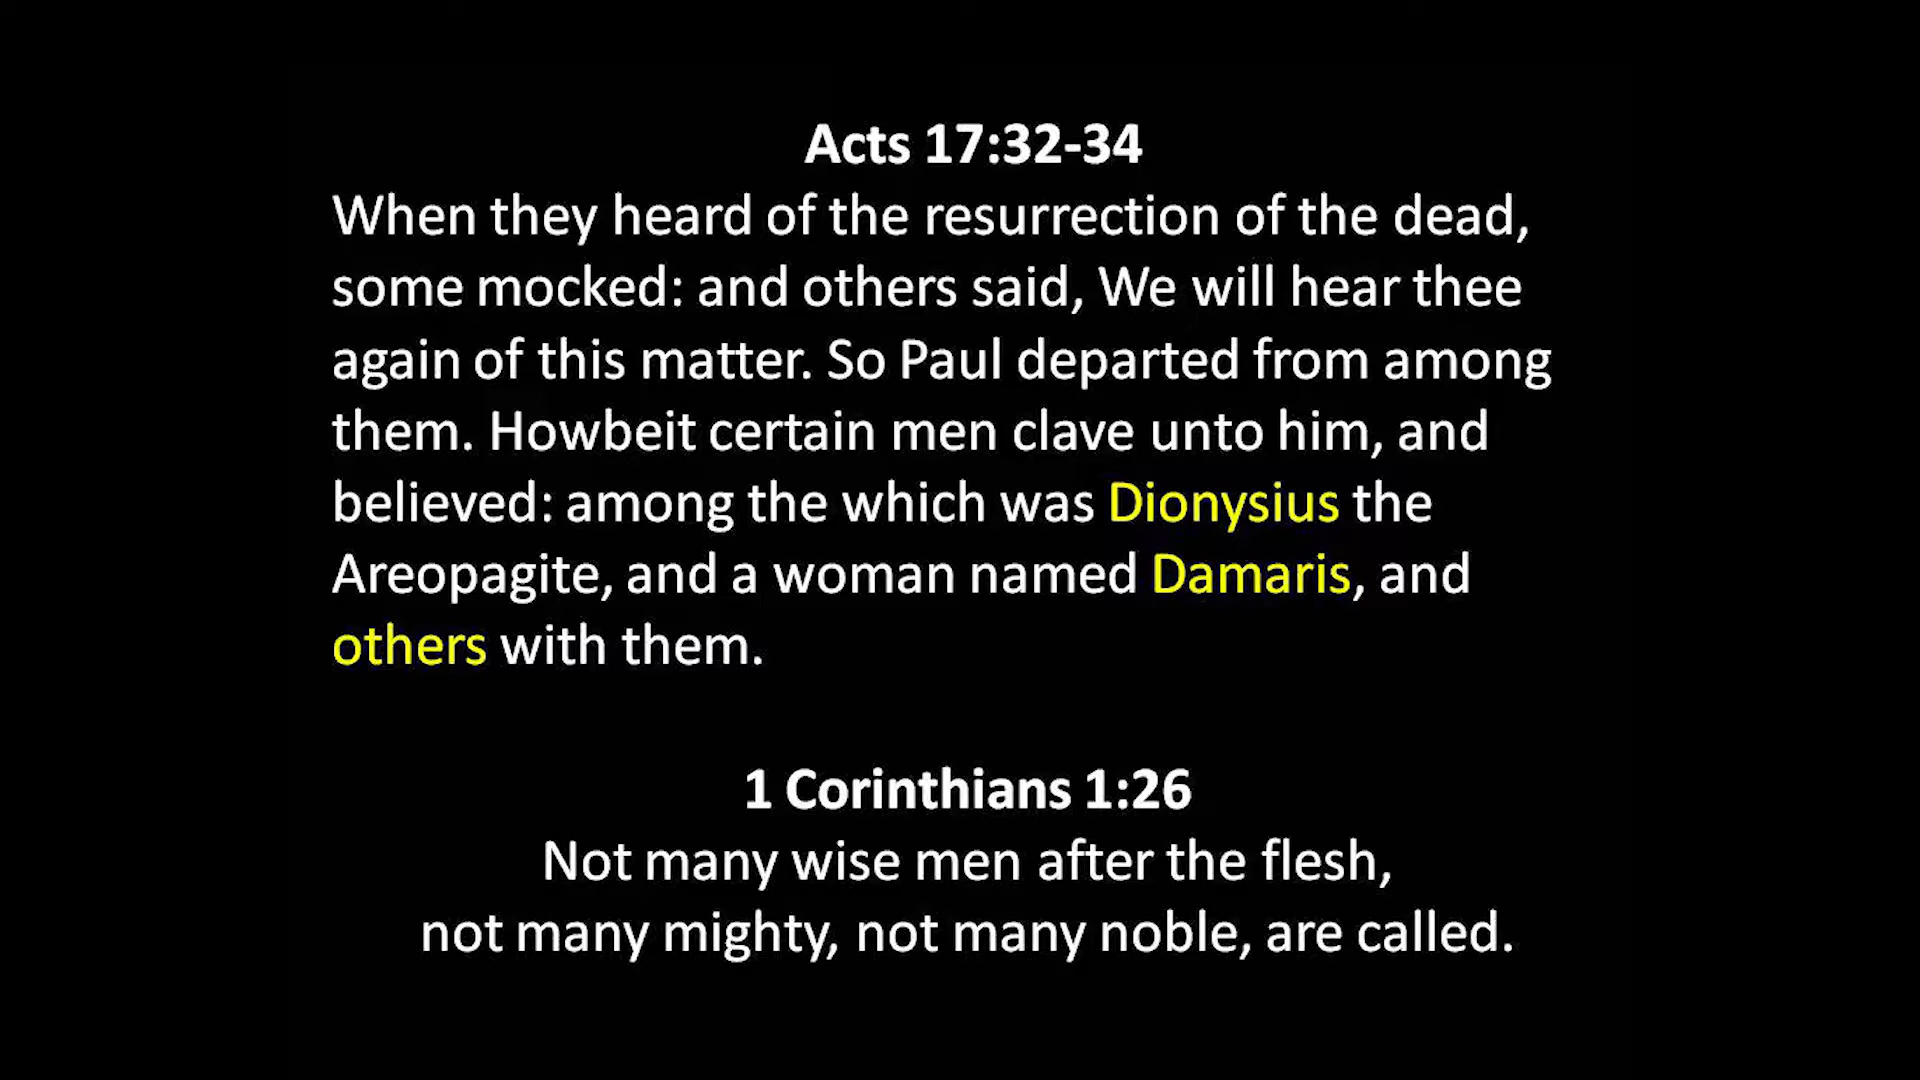 Acts 17:32-34
When they heard of the resurrection of the dead,
some mocked: and others said, We will hear thee
again of this matter. So Paul departed from among
them. Howbeit certain men clave unto him, and
believed: among the which was Dionysius the
Areopagite, and a woman named Damaris, and
others with them.
1 Corinthians 1:26
Not many wise men after the flesh,
not many mighty, not many noble, are called.